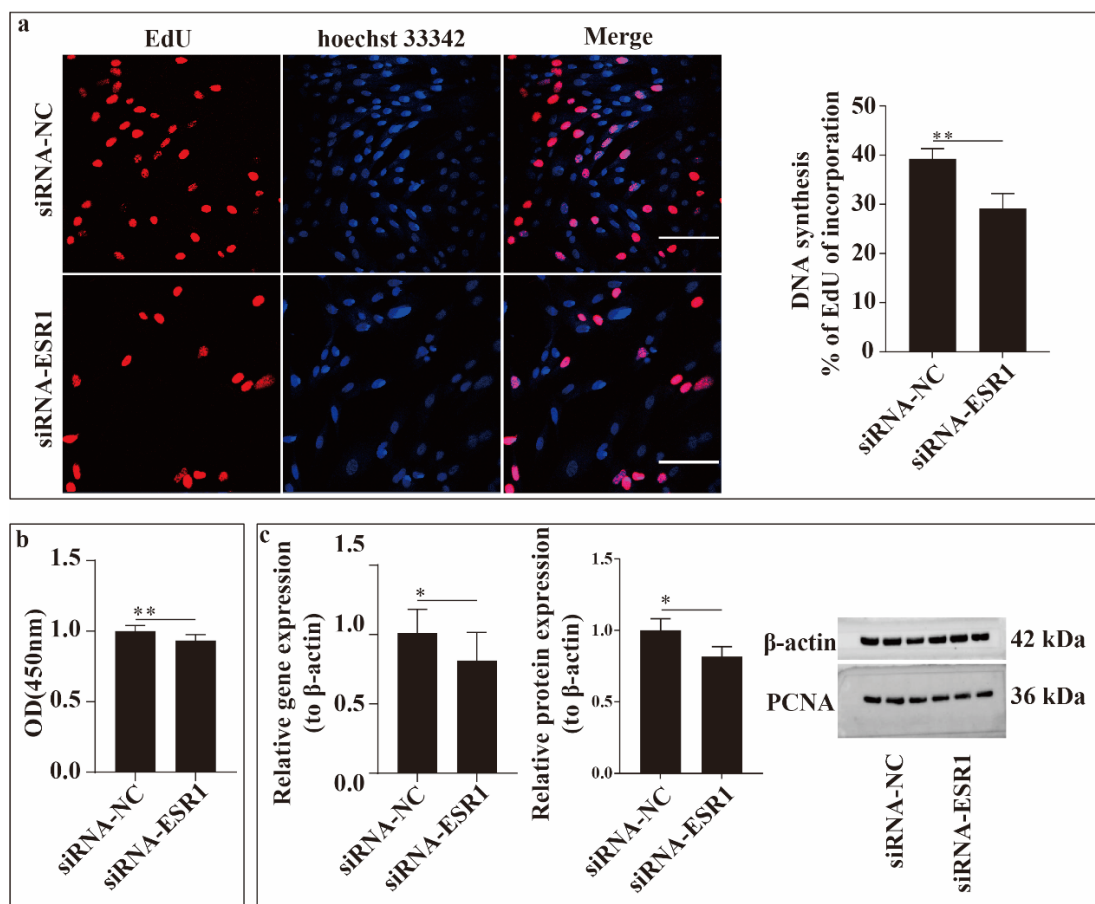 a
EdU
hoechst 33342
Merge
siRNA-NC
siRNA-ESR1
DNA synthesis
% of EdU of incorporation
50
40
30
20
10
0
**
siRNA-NC
siRNA-ESR1
b
OD(450nm)
1.5
1.0
0.5
0.0
**
siRNA-NC
siRNA-ESR1
c
Relative gene expression
(to β-actin)
1.5
1.0
0.5
0.0
*
siRNA-NC
siRNA-ESR1
Relative protein expression
(to β-actin)
1.5
1.0
0.5
0.0
*
siRNA-NC
siRNA-ESR1
β-actin
42 kDa
PCNA
36 kDa
siRNA-NC
siRNA-ESR1